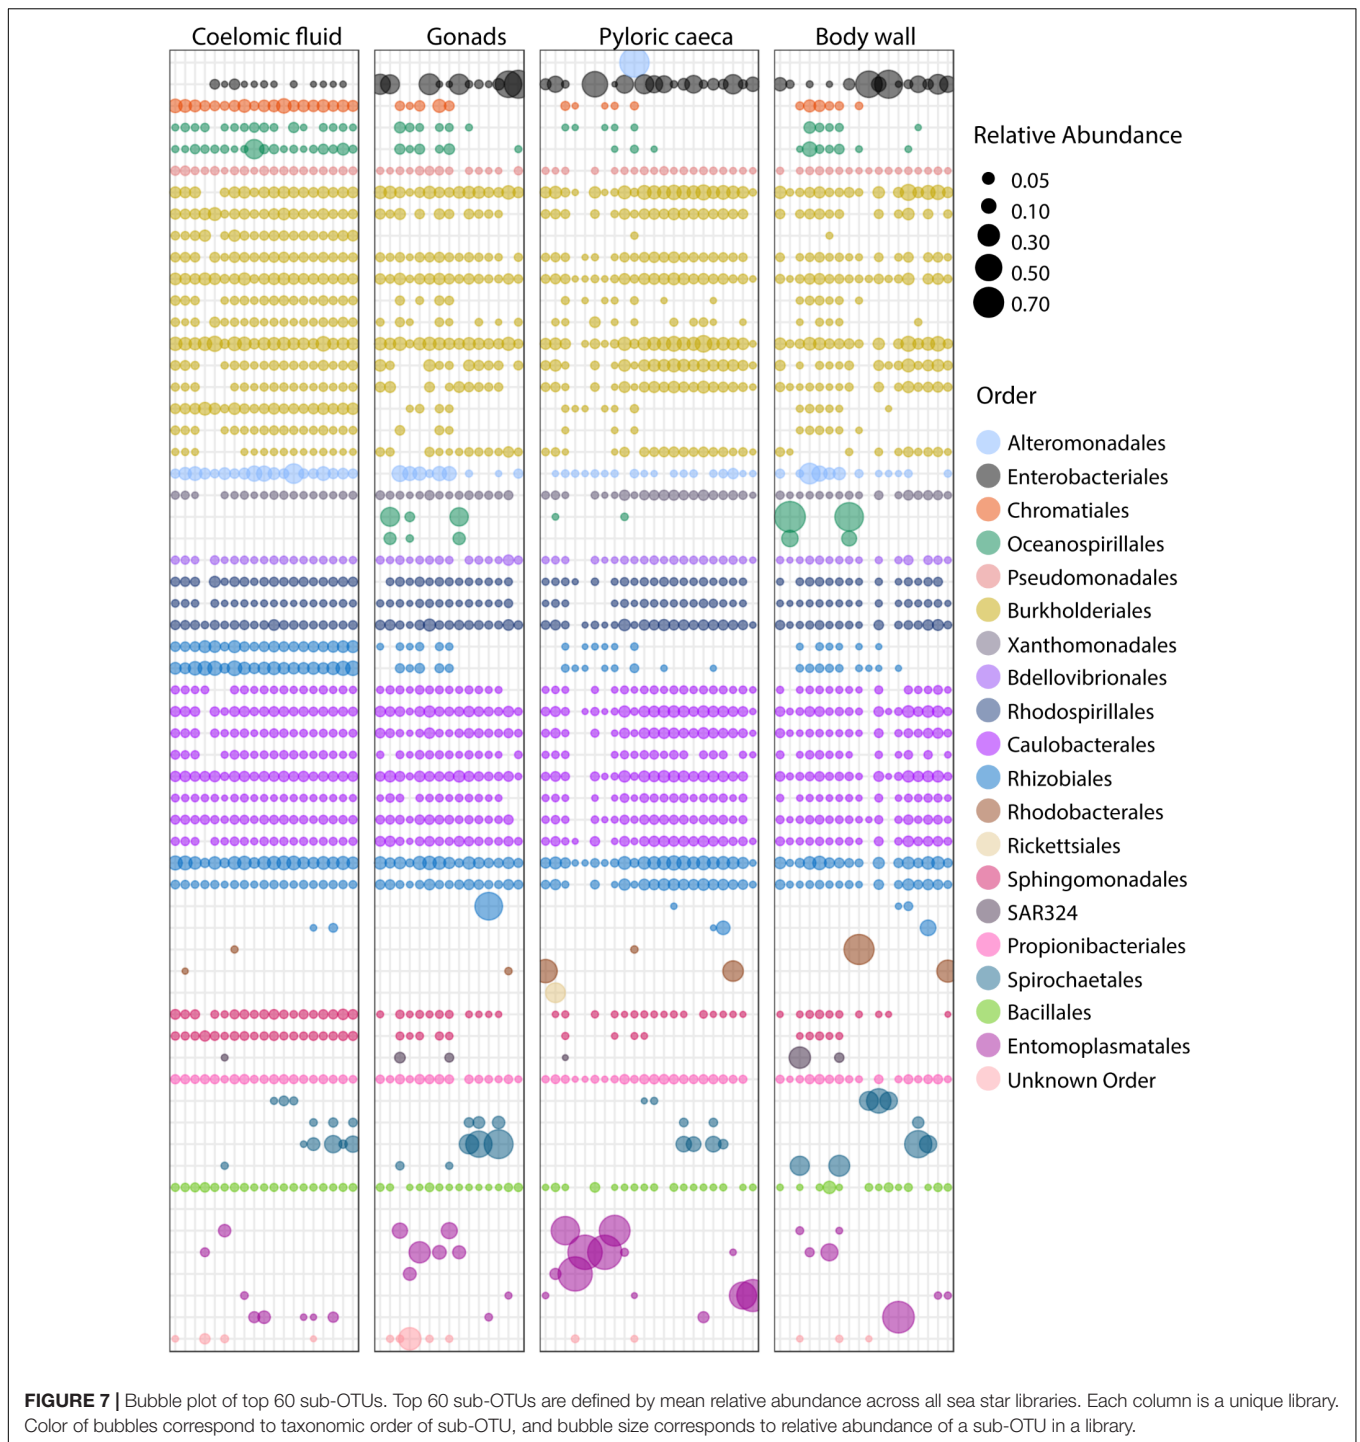 Coelomic fluid
Gonads
Pyloric caeca
Body wall
Relative Abundance
0.05
0.10
0.30
0.50
0.70
Order
Alteromonadales
Enterobacteriales
Chromatiales
Oceanospirillales
Pseudomonadales
Burkholderiales
Xanthomonadales
Bdellovibrionales
Rhodospirillales
Caulobacterales
Rhizobiales
Rhodobacterales
Rickettsiales
Sphingomonadales
SAR324
Propionibacteriales
Spirochaetales
Bacillales
Entomoplasmatales
Unknown Order
FIGURE 7 | Bubble plot of top 60 sub-OTUs. Top 60 sub-OTUs are defined by mean relative abundance across all sea star libraries. Each column is a unique library.
Color of bubbles correspond to taxonomic order of sub-OTU, and bubble size corresponds to relative abundance of a sub-OTU in a library.